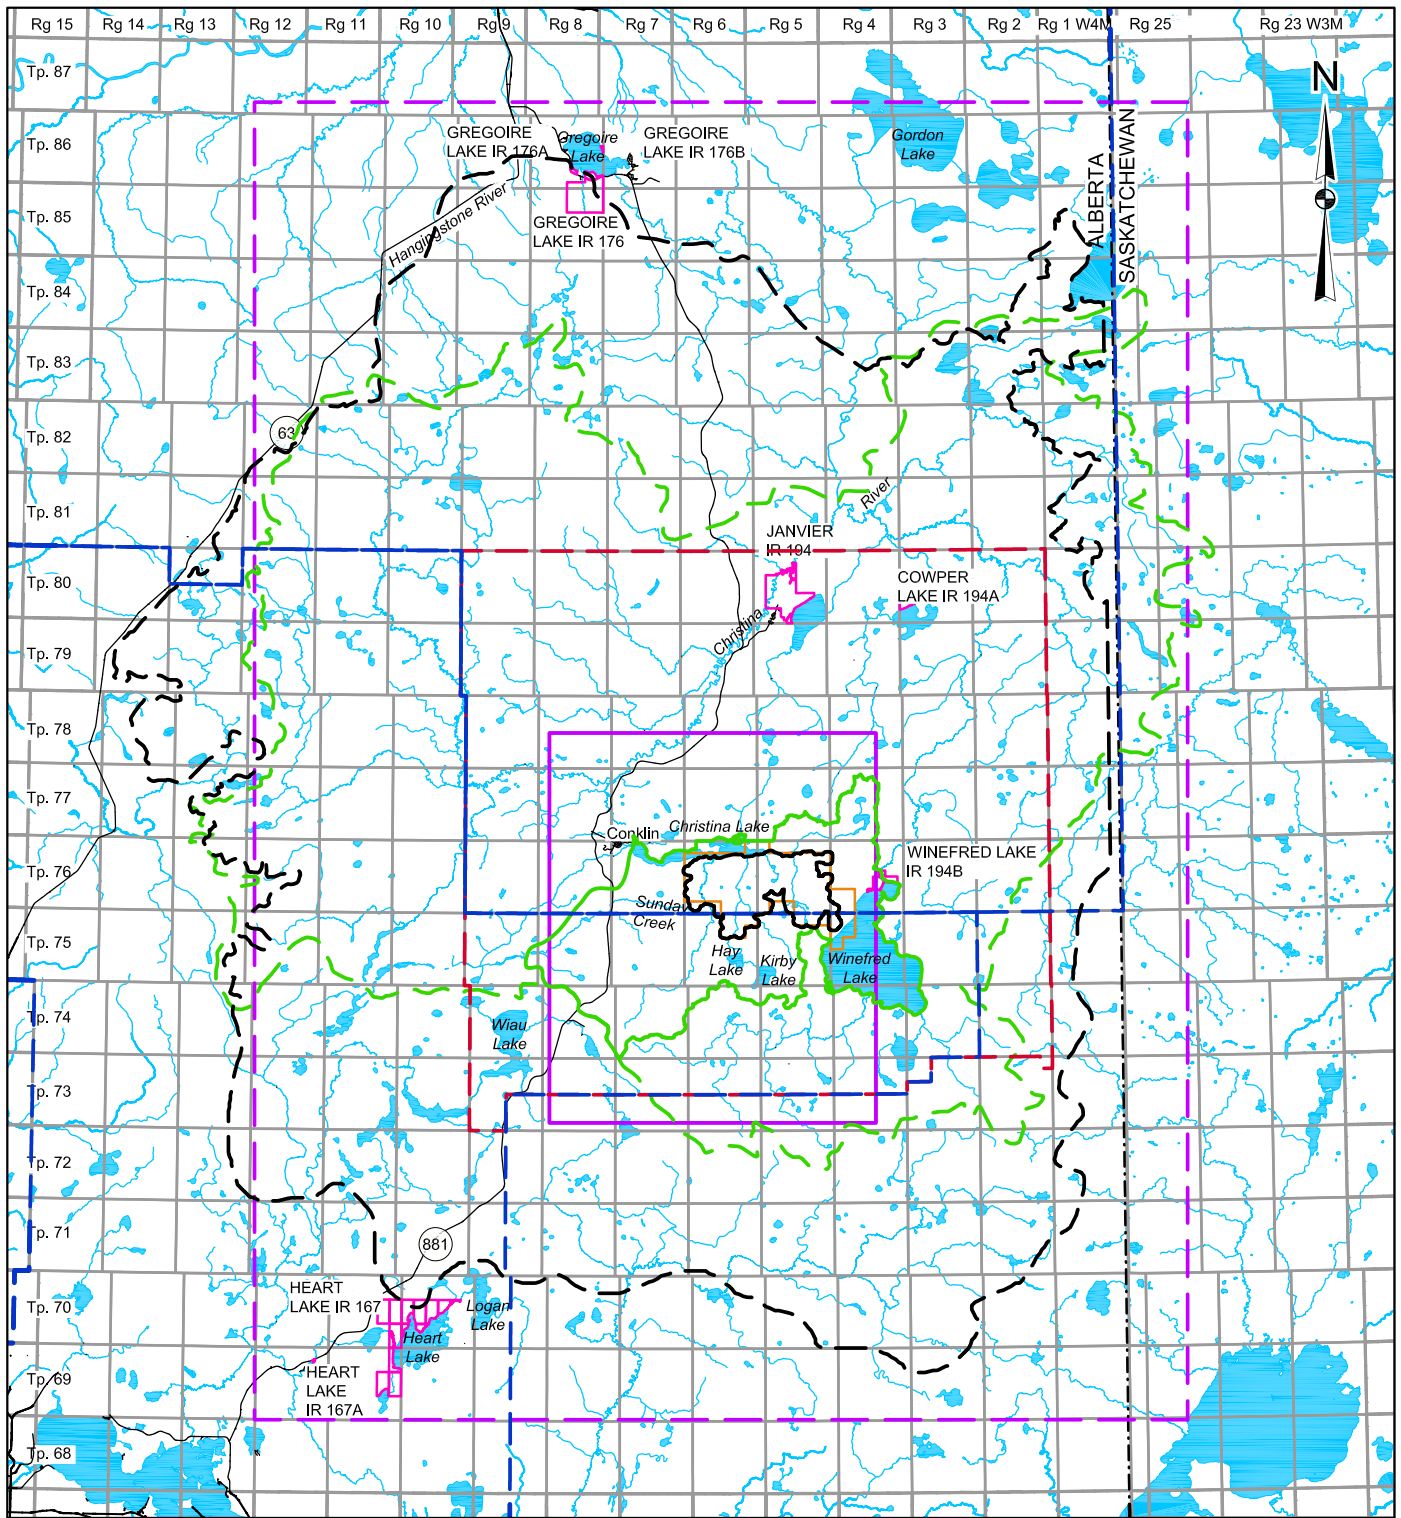 Rg 15 Rg 14 Rg 13 Rg 12 Rg 11 Rg 10 Rg 9 Rg 8 Rg 7 Rg 6 Rg 5 Rg 4 Rg 3 Rg 2 Rg 1 W4M Rg 25 Rg 23 W3M
Tp. 87
N
Tp. 86
GREGOIRE
LAKE IR 176A
Gregoire
Lake
GREGOIRE
LAKE IR 176B
Gordon
Lake
ALBERTA
SASKATCHEWAN
Tp. 85
Hangingstone River
GREGOIRE
LAKE IR 176
Tp. 84
Tp. 83
Tp. 82
63
Tp. 81
River
JANVIER
IR 194
Tp. 80
COWPER
LAKE IR 194A
Christina
Tp. 79
Tp. 78
Tp. 77
Conklin
Christina Lake
Tp. 76
WINEFRED LAKE
IR 194B
Sunday
Creek
Tp. 75
Hay
Lake
Kirby
Lake
Winefred
Lake
Tp. 74
Wiau
Lake
Tp. 73
Tp. 72
Tp. 71
881
HEART
LAKE IR 167
Tp. 70
Logan
Lake
Heart
Lake
Tp. 69
HEART
LAKE
IR 167A
Tp. 68